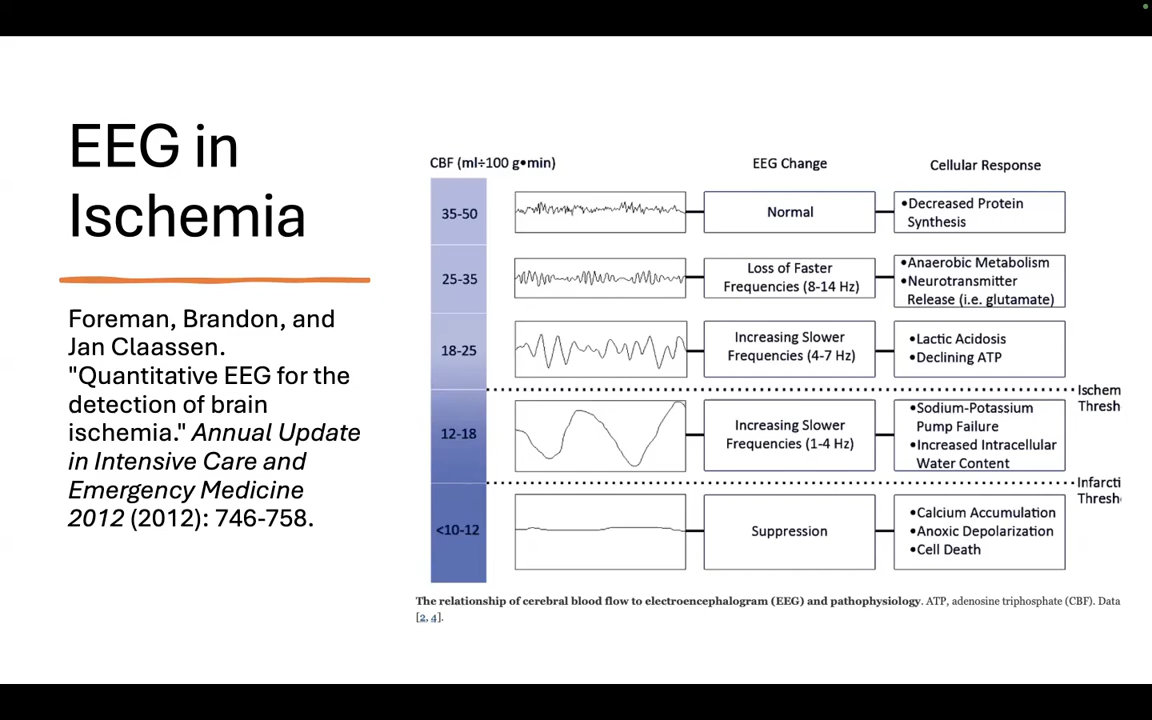 EEG in
Ischemia
Foreman, Brandon, and
Jan Claassen.
"Quantitative EEG for the
detection of brain
ischemia." Annual Update
in Intensive Care and
Emergency Medicine
2012 (2012): 746-758.
CBF (ml÷100 g•min)
EEG Change
Cellular Response
35-50
Normal
•Decreased Protein
Synthesis
25-35
Loss of Faster
Frequencies (8-14 Hz)
•Anaerobic Metabolism
•Neurotransmitter
Release (i.e. glutamate)
18-25
Increasing Slower
Frequencies (4-7 Hz)
•Lactic Acidosis
•Declining ATP
Ischem
Thresh
12-18
Increasing Slower
Frequencies (1-4 Hz)
•Sodium-Potassium
Pump Failure
•Increased Intracellular
Water Content
Infarcti
Thresh
<10-12
Suppression
•Calcium Accumulation
•Anoxic Depolarization
•Cell Death
The relationship of cerebral blood flow to electroencephalogram (EEG) and pathophysiology. ATP, adenosine triphosphate (CBF). Data
[2, 4].